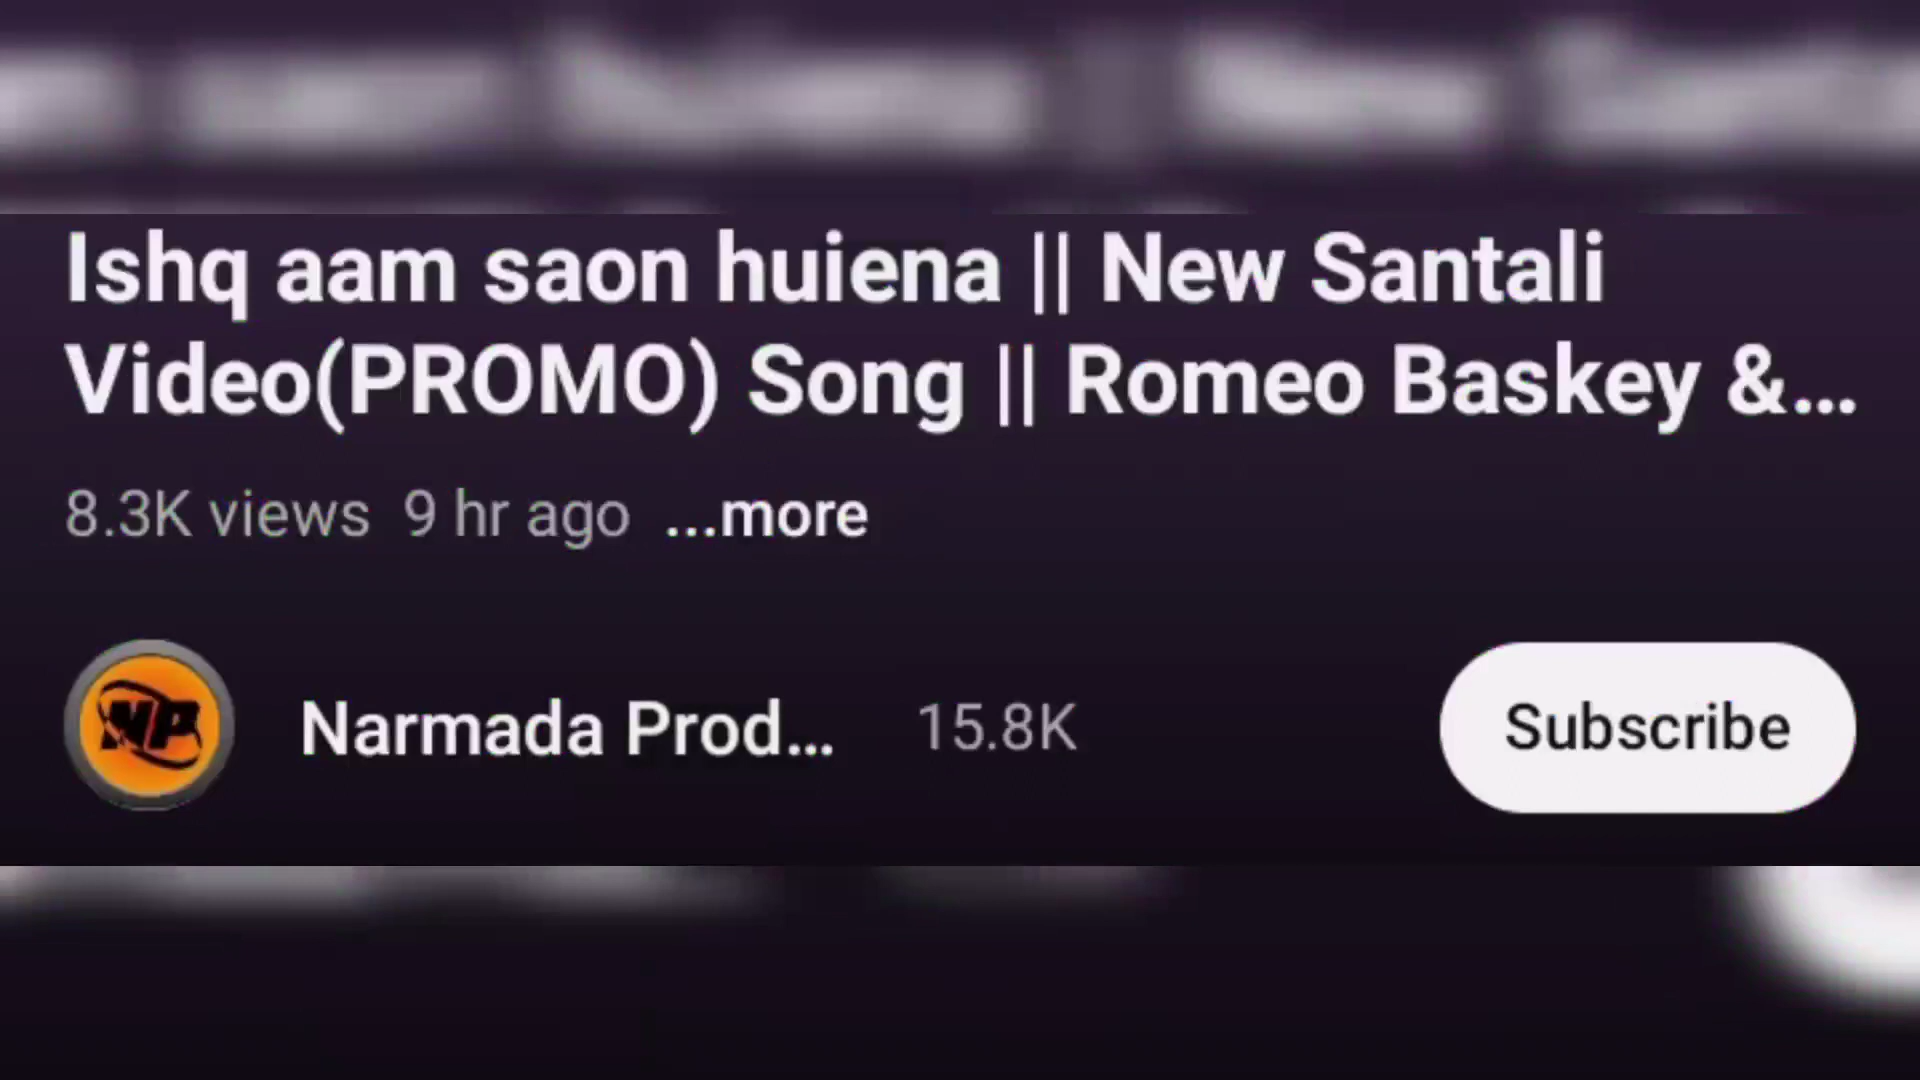 Ishq aam saon huiena || New Santali
Video(PROMO) Song || Romeo Baskey &...
8.3K views 9 hr ago ...more
NP
Narmada Prod... 15.8K
Subscribe